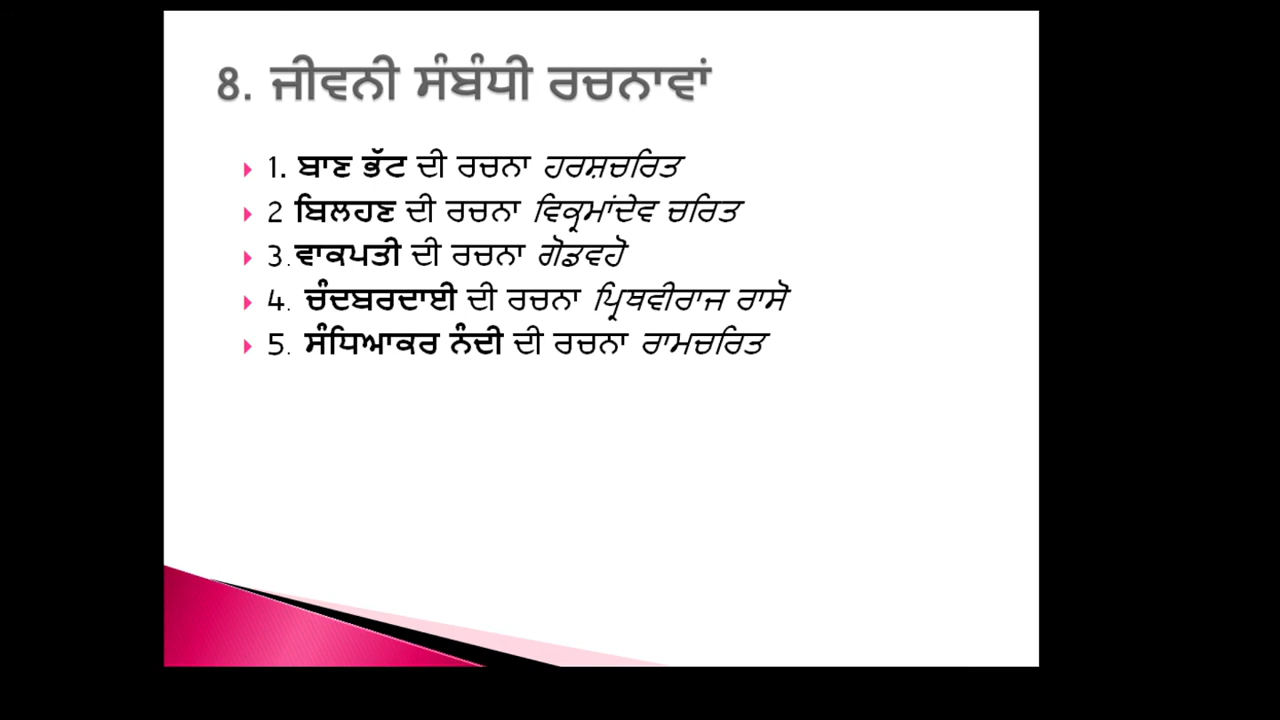 8. ਜੀਵਨੀ ਸੰਬੰਧੀ ਰਚਨਾਵਾਂ
1. ਬਾਣ ਭੱਟ ਦੀ ਰਚਨਾ ਹਰਸ਼ਚਰਿਤ
2 ਬਿਲਹਣ ਦੀ ਰਚਨਾ ਵਿਕ੍ਰਮਾਂਦੇਵ ਚਰਿਤ
3.ਵਾਕਪਤੀ ਦੀ ਰਚਨਾ ਗੋਡਵਹੋ
4. ਚੰਦਬਰਦਾਈ ਦੀ ਰਚਨਾ ਪ੍ਰਿਥਵੀਰਾਜ ਰਾਸੋ
5. ਸੰਧਿਆਕਰ ਨੰਦੀ ਦੀ ਰਚਨਾ ਰਾਮਚਰਿਤ